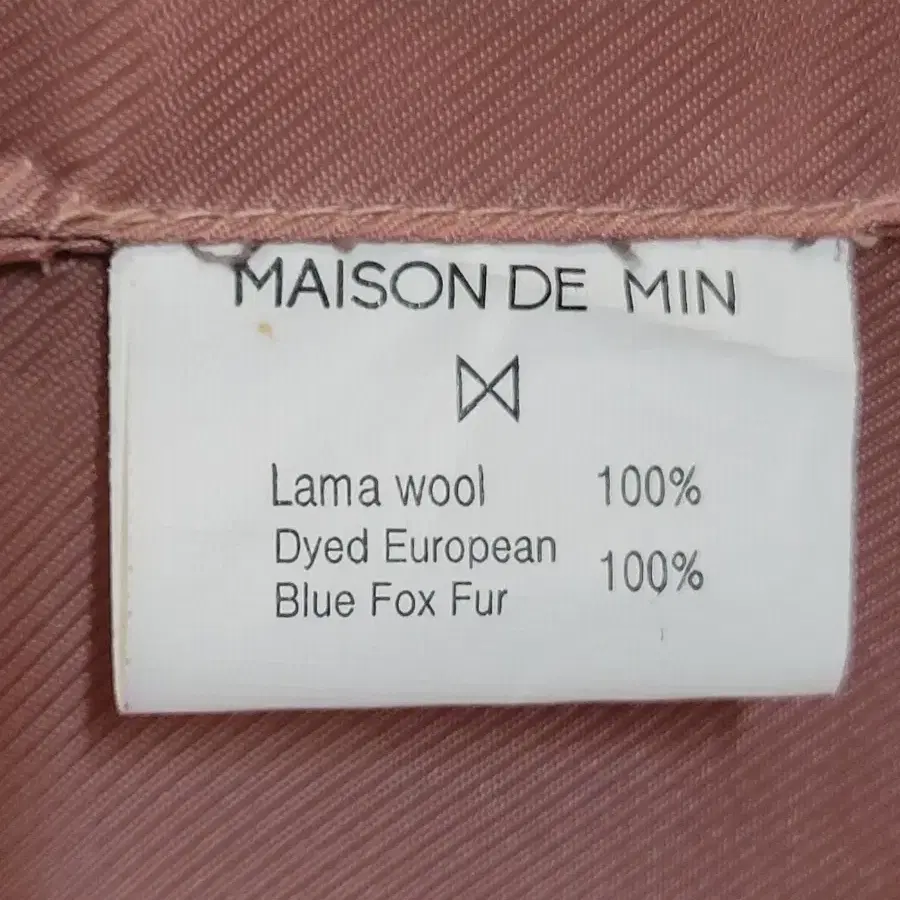 MAISON DE MIN
Lama wool 100%
Dyed European
Blue Fox Fur 100%